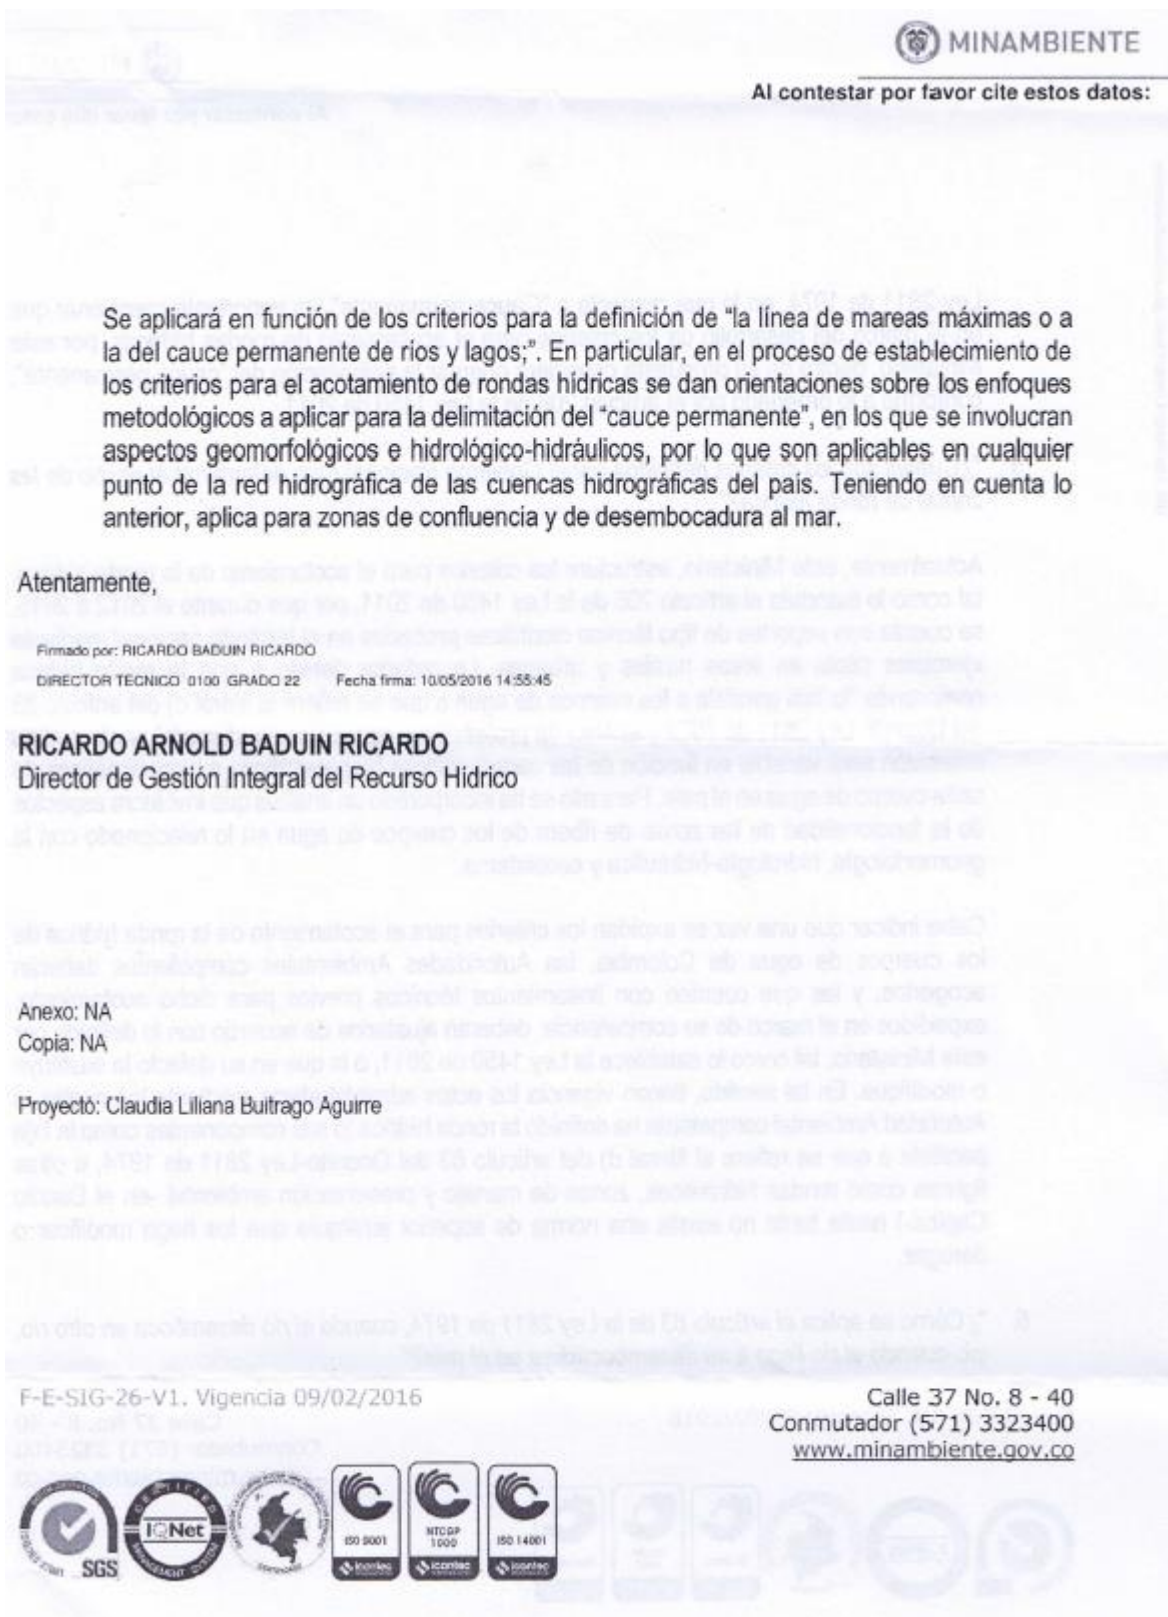 MINAMBIENTE
Al contestar por favor cite estos datos:
Se aplicará en función de los criterios para la definición de "la línea de mareas máximas o a
la del cauce permanente de ríos y lagos;". En particular, en el proceso de establecimiento de
los criterios para el acotamiento de rondas hídricas se dan orientaciones sobre los enfoques
metodológicos a aplicar para la delimitación del "cauce permanente", en los que se involucran
aspectos geomorfológicos e hidrológico-hidráulicos, por lo que son aplicables en cualquier
punto de la red hidrográfica de las cuencas hidrográficas del país. Teniendo en cuenta lo
anterior, aplica para zonas de confluencia y de desembocadura al mar.
Atentamente,
Firmado por: RICARDO BADUIN RICARDO
DIRECTOR TECNICO 0100 GRADO 22 Fecha firma: 10/05/2016 14:55:45
RICARDO ARNOLD BADUIN RICARDO
Director de Gestión Integral del Recurso Hídrico
Anexo: NA
Copia: NA
Proyectó: Claudia Liliana Buitrago Aguirre
F-E-SIG-26-V1. Vigencia 09/02/2016
Calle 37 No. 8 - 40
Conmutador (571) 3323400
www.minambiente.gov.co
SGS
CERTIFIED
IQNet
MANAGEMENT SYSTEM
ISO 9001
icontec
NTCGP
1000
icontec
ISO 14001
icontec